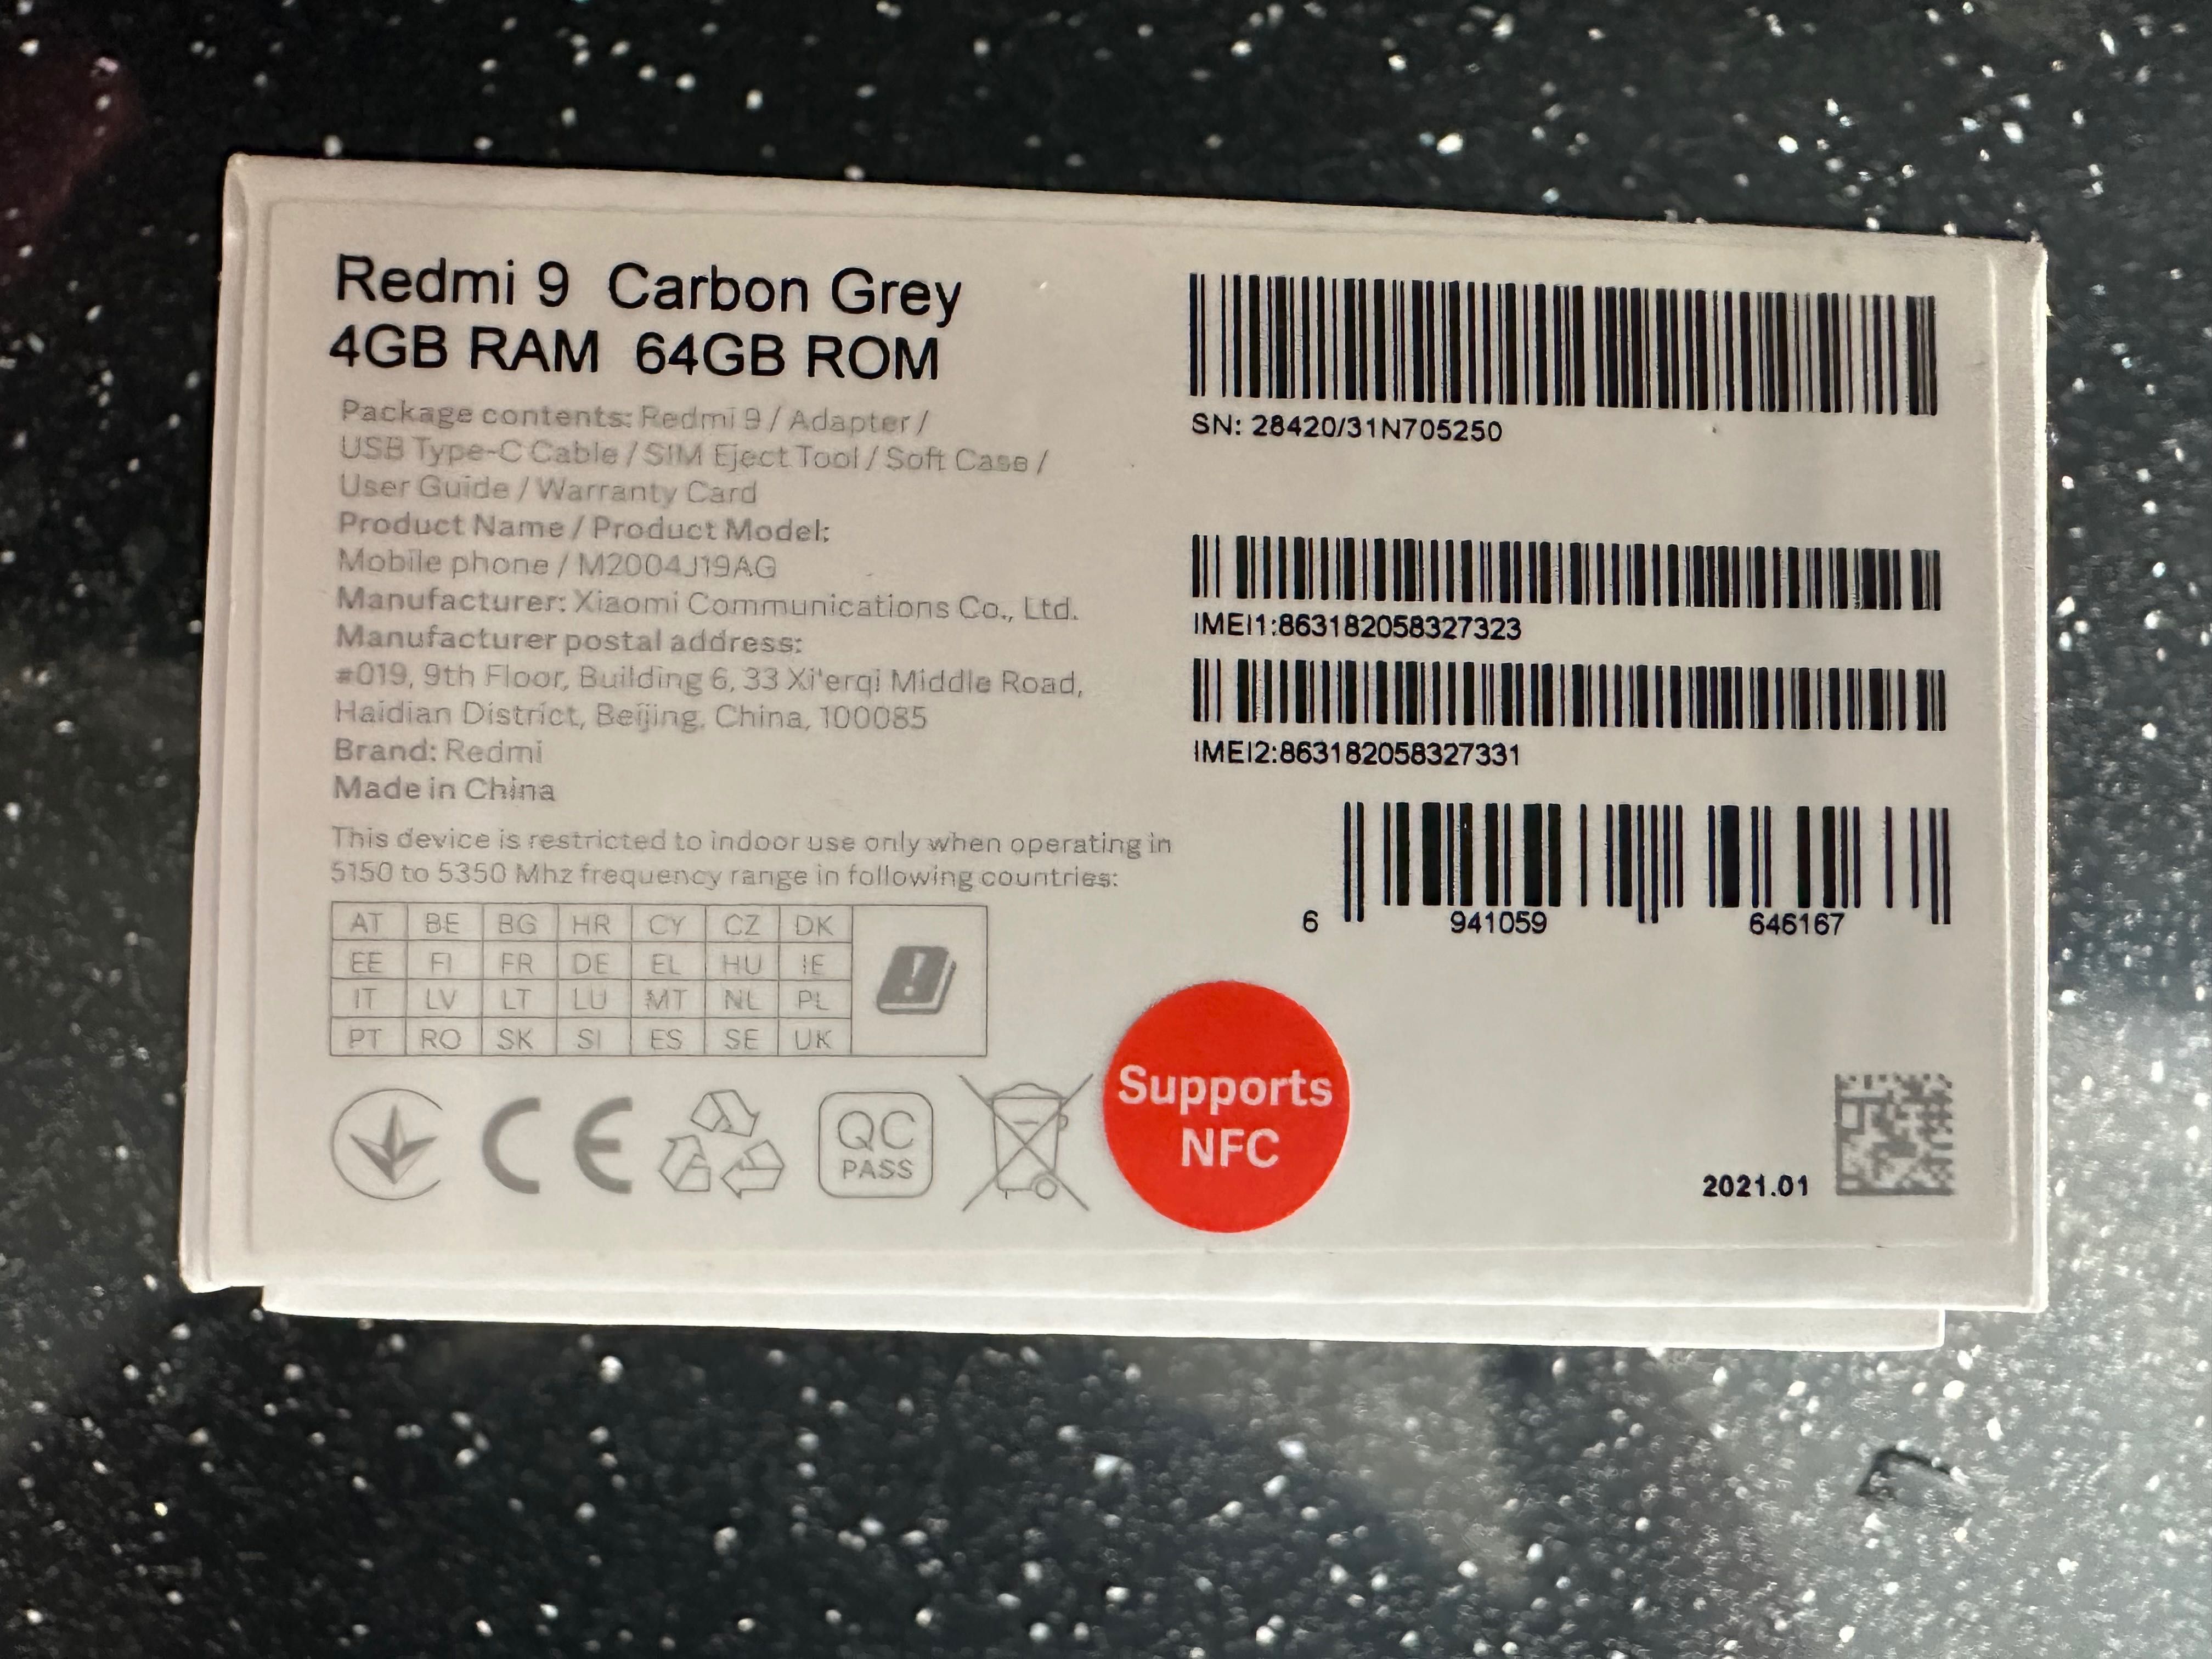 Redmi 9 Carbon Grey
4GB RAM 64GB ROM
Package contents: Redmi 9 / Adapter /
USB Type-C Cable / SIM Eject Tool / Soft Case /
User Guide / Warranty Card
Product Name / Product Model:
Mobile phone / M2004J19AG
Manufacturer: Xiaomi Communications Co., Ltd.
Manufacturer postal address:
#019, 9th Floor, Building 6, 33 Xi'erqi Middle Road,
Haidian District, Beijing, China, 100085
Brand: Redmi
Made in China
This device is restricted to indoor use only when operating in
5150 to 5350 Mhz frequency range in following countries:
AT BE BG HR CY CZ DK
EE FI FR DE EL HU IE
IT LV LT LU MT NL PL
PT RO SK SI ES SE UK
CE
QC
PASS
SN: 28420/31N705250
IMEI1:863182058327323
IMEI2:863182058327331
6 941059 646167
Supports
NFC
2021.01